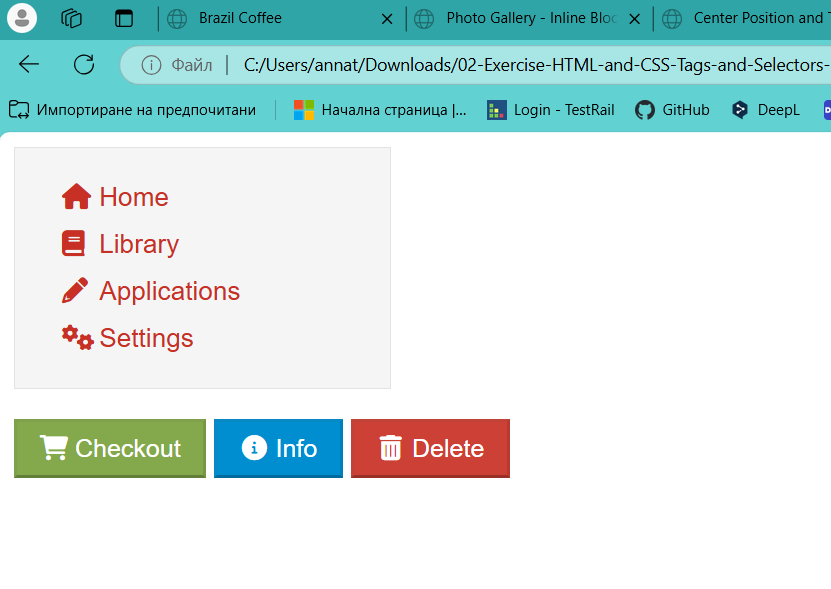 Brazil Coffee
Photo Gallery - Inline Bloc
Center Position and
Файл
C:/Users/annat/Downloads/02-Exercise-HTML-and-CSS-Tags-and-Selectors-
Импортиране на предпочитани
Начална страница |...
Login - TestRail
GitHub
DeepL
Home
Library
Applications
Settings
Checkout
Info
Delete